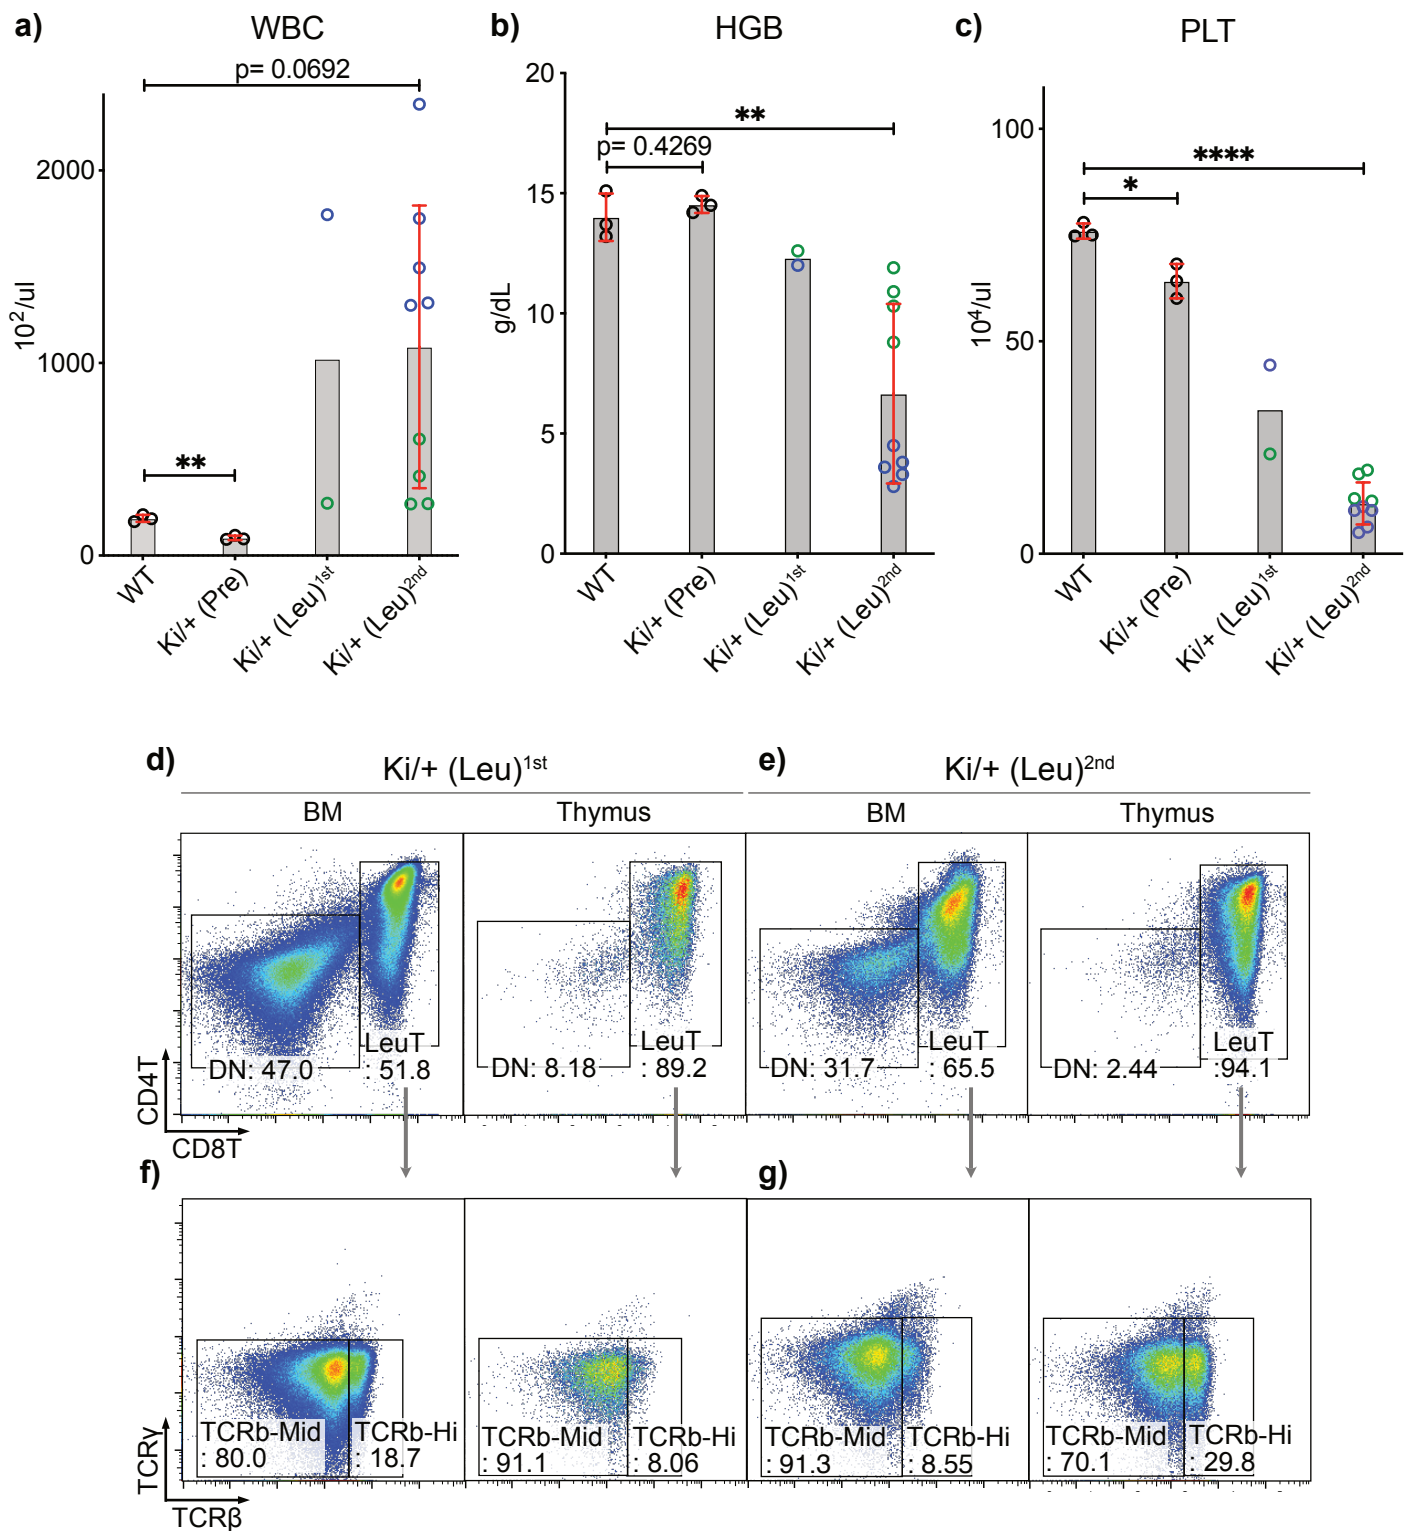 a) WBC
p= 0.0692
2000
1000
0
10²/ul
**
WT
Ki/+ (Pre)
Ki/+ (Leu)1st
Ki/+ (Leu)2nd
b) HGB
20
15
10
5
0
g/dL
**
p= 0.4269
WT
Ki/+ (Pre)
Ki/+ (Leu)1st
Ki/+ (Leu)2nd
c) PLT
100
50
0
10⁴/ul
****
*
WT
Ki/+ (Pre)
Ki/+ (Leu)1st
Ki/+ (Leu)2nd
d) Ki/+ (Leu)1st
BM Thymus
e) Ki/+ (Leu)2nd
BM Thymus
DN: 47.0
LeuT
: 51.8
DN: 8.18
LeuT
: 89.2
DN: 31.7
LeuT
: 65.5
DN: 2.44
LeuT
:94.1
CD4T
CD8T
f)
g)
TCRb-Mid
: 80.0
TCRb-Hi
: 18.7
TCRb-Mid
: 91.1
TCRb-Hi
: 8.06
TCRb-Mid
: 91.3
TCRb-Hi
: 8.55
TCRb-Mid
: 70.1
TCRb-Hi
: 29.8
TCRγ
TCRβ